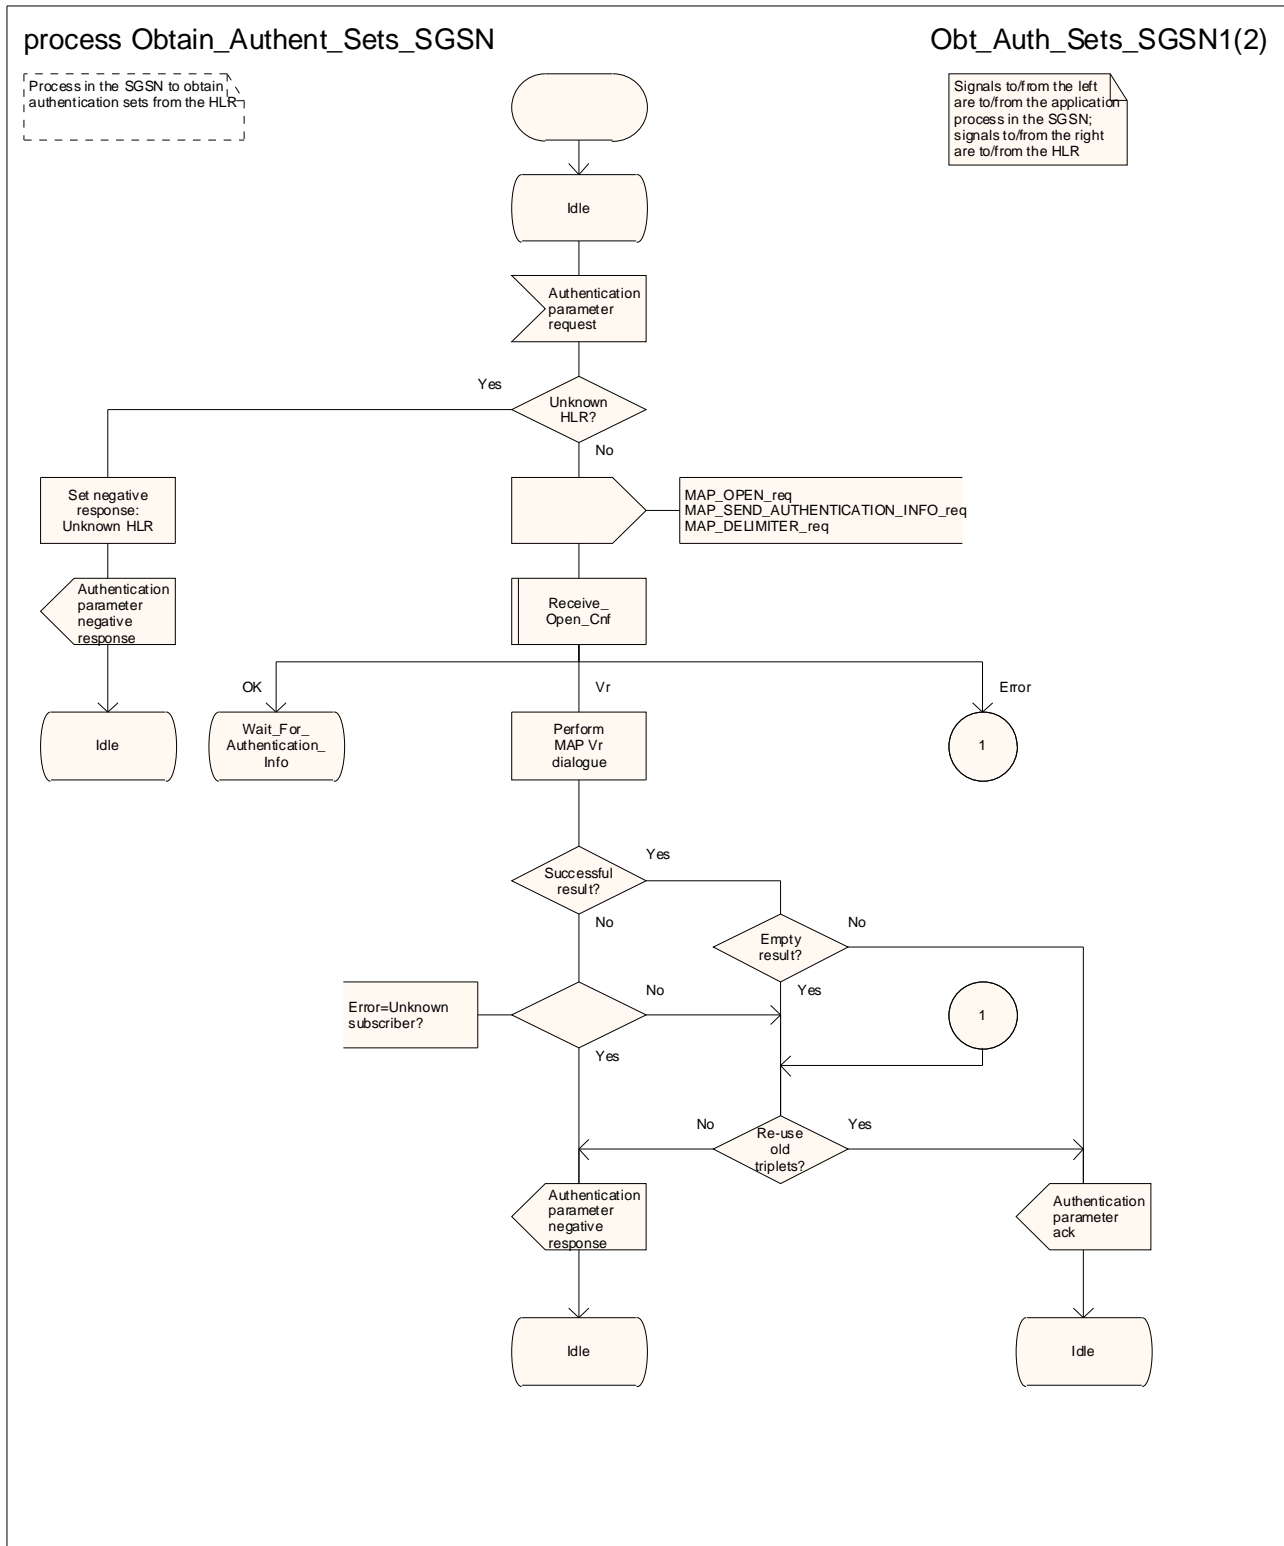 process Obtain_Authent_Sets_SGSN
Obt_Auth_Sets_SGSN1(2)
Process in the SGSN to obtain
authentication sets from the HLR
Signals to/from the left
are to/from the application
process in the SGSN;
signals to/from the right
are to/from the HLR
Idle
Authentication
parameter
request
Yes
Unknown
HLR?
No
Set negative
response:
Unknown HLR
MAP_OPEN_req
MAP_SEND_AUTHENTICATION_INFO_req
MAP_DELIMITER_req
Authentication
parameter
negative
response
Receive_
Open_Cnf
OK
Vr
Error
Idle
Wait_For_
Authentication_
Info
Perform
MAP Vr
dialogue
1
Successful
result?
Yes
No
Empty
result?
No
Yes
Error=Unknown
subscriber?
No
Yes
1
No
Re-use
old
triplets?
Yes
Authentication
parameter
negative
response
Authentication
parameter
ack
Idle
Idle